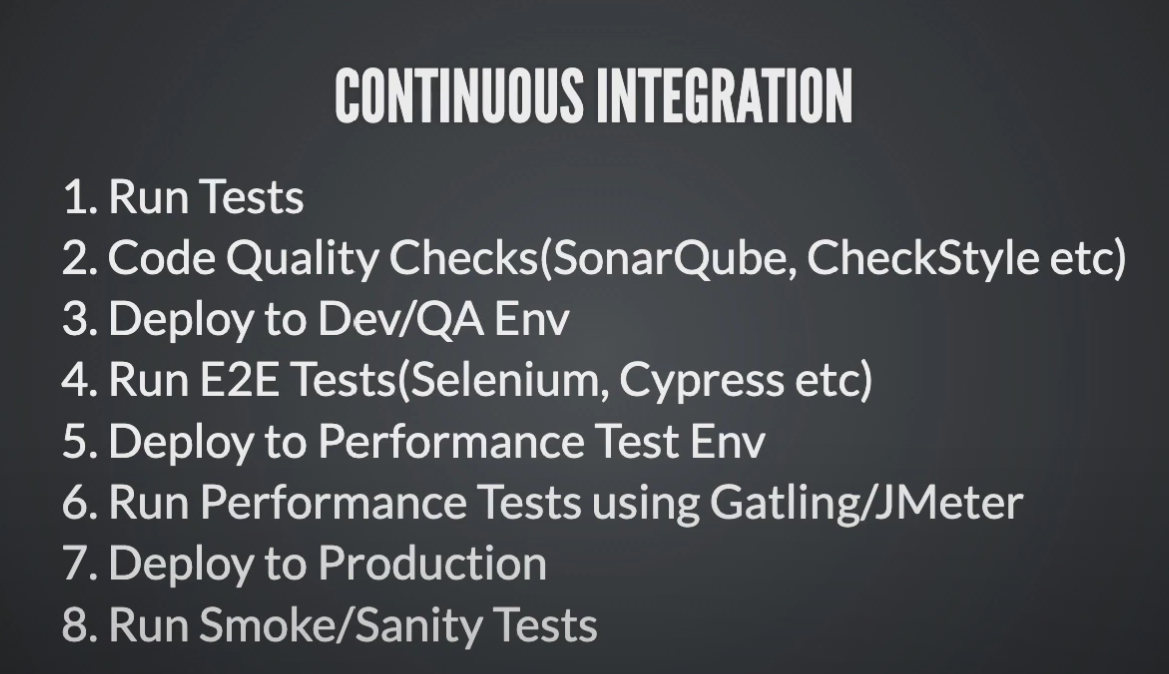 CONTINUOUS INTEGRATION
1. Run Tests
2. Code Quality Checks(SonarQube, CheckStyle etc)
3. Deploy to Dev/QA Env
4. Run E2E Tests(Selenium, Cypress etc)
5. Deploy to Performance Test Env
6. Run Performance Tests using Gatling/JMeter
7. Deploy to Production
8. Run Smoke/Sanity Tests